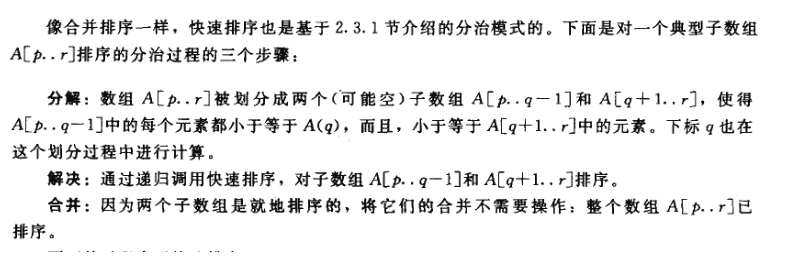 像合并排序一样，快速排序也是基于 2.3.1 节介绍的分治模式的。下面是对一个典型子数组
A[p..r]排序的分治过程的三个步骤：
分解：数组 A[p..r]被划分成两个(可能空)子数组 A[p..q-1]和 A[q+1..r]，使得
A[p..q-1]中的每个元素都小于等于 A(q)，而且，小于等于 A[q+1..r]中的元素。下标 q 也在
这个划分过程中进行计算。
解决：通过递归调用快速排序，对子数组 A[p..q-1]和 A[q+1..r]排序。
合并：因为两个子数组是就地排序的，将它们的合并不需要操作：整个数组 A[p..r]已
排序。